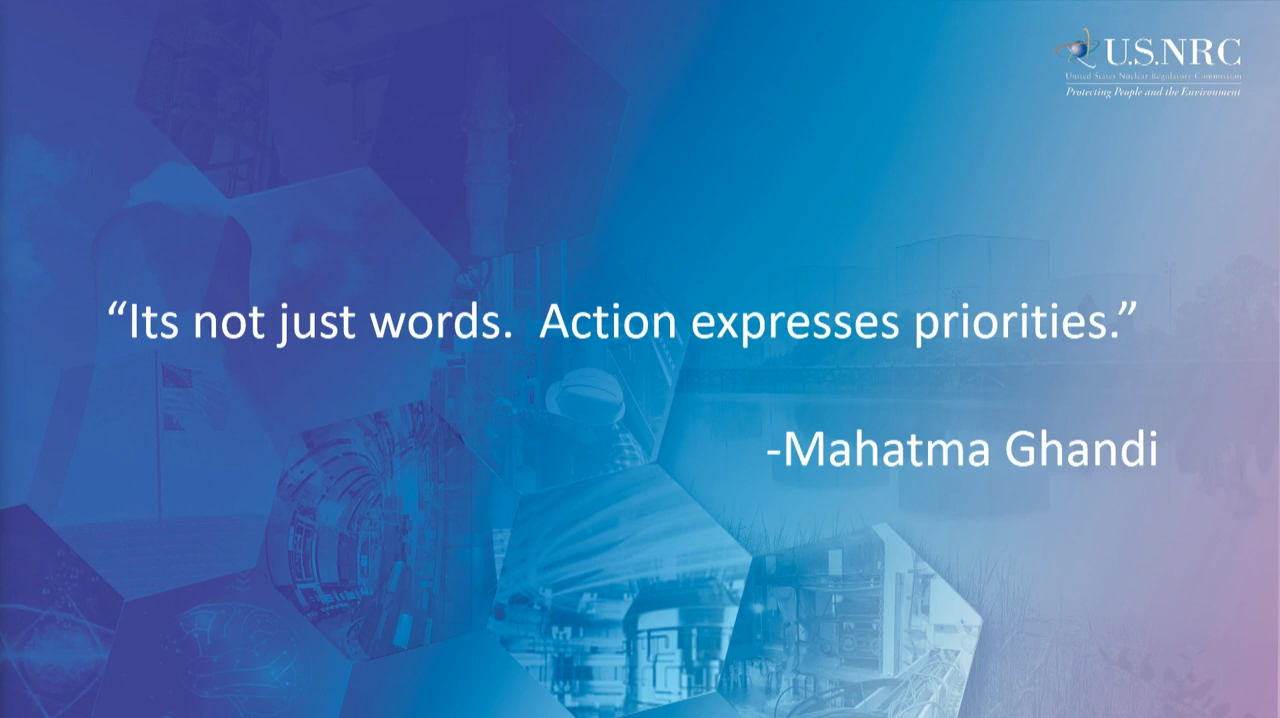 U.S.NRC
United States Nuclear Regulatory Commission
Protecting People and the Environment
“Its not just words.  Action expresses priorities.”
-Mahatma Ghandi